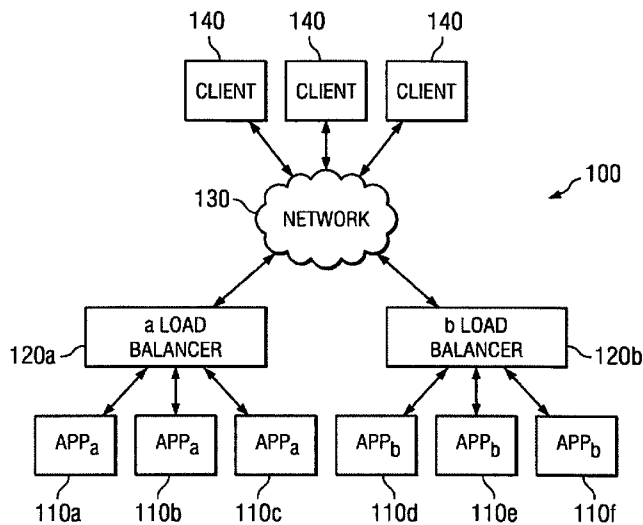 140 140 140
CLIENT CLIENT CLIENT
130
NETWORK
100
a LOAD
BALANCER
b LOAD
BALANCER
120a
120b
APPa APPa APPa APPb APPb APPb
110a 110b 110c 110d 110e 110f